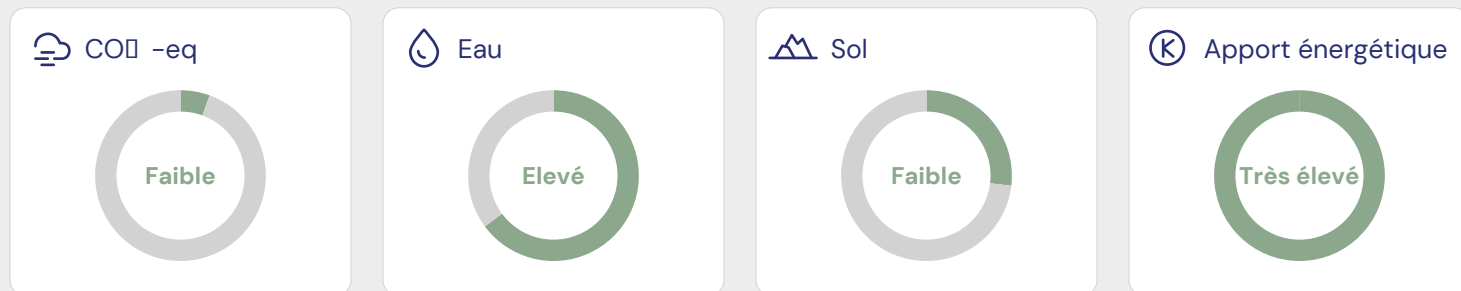 CO▯ -eq
Eau
Sol
Apport énergétique
Faible
Elevé
Faible
Très élevé